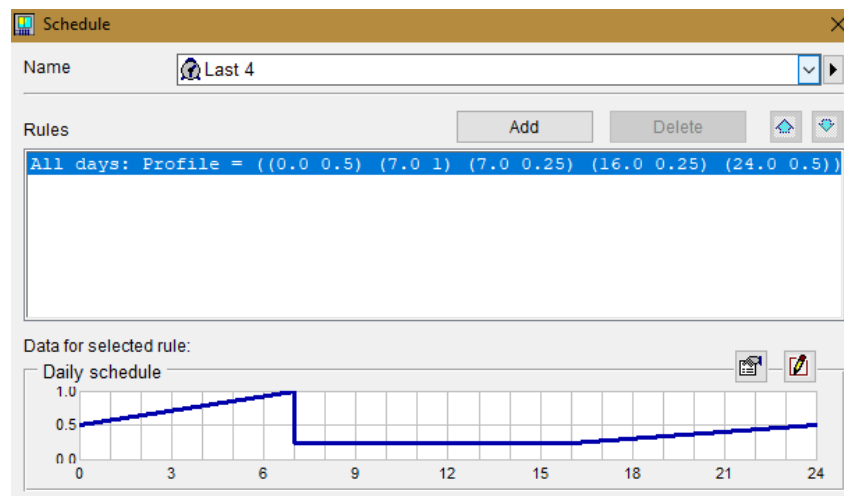 Schedule
Name Last 4
Rules Add Delete
All days: Profile = ((0.0 0.5) (7.0 1) (7.0 0.25) (16.0 0.25) (24.0 0.5))
Data for selected rule:
Daily schedule
1.0
0.5
0.0
0 3 6 9 12 15 18 21 24